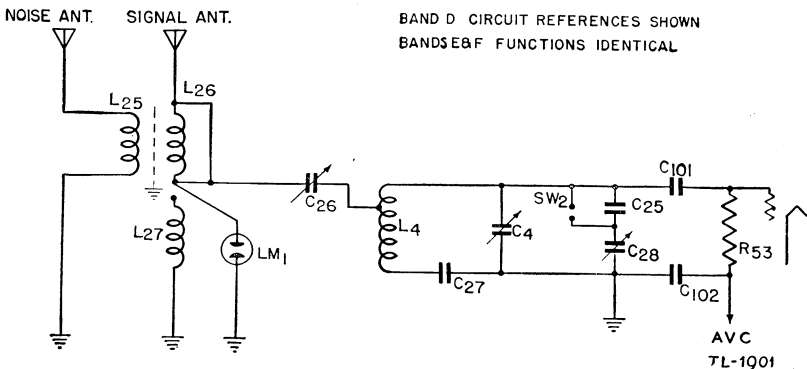 NOISE ANT.
SIGNAL ANT.
BAND D CIRCUIT REFERENCES SHOWN
BANDS E&F FUNCTIONS IDENTICAL
L25
L26
L27
LM1
C26
L4
C27
C4
SW2
C25
C28
C101
C102
R53
AVC
TL-1901